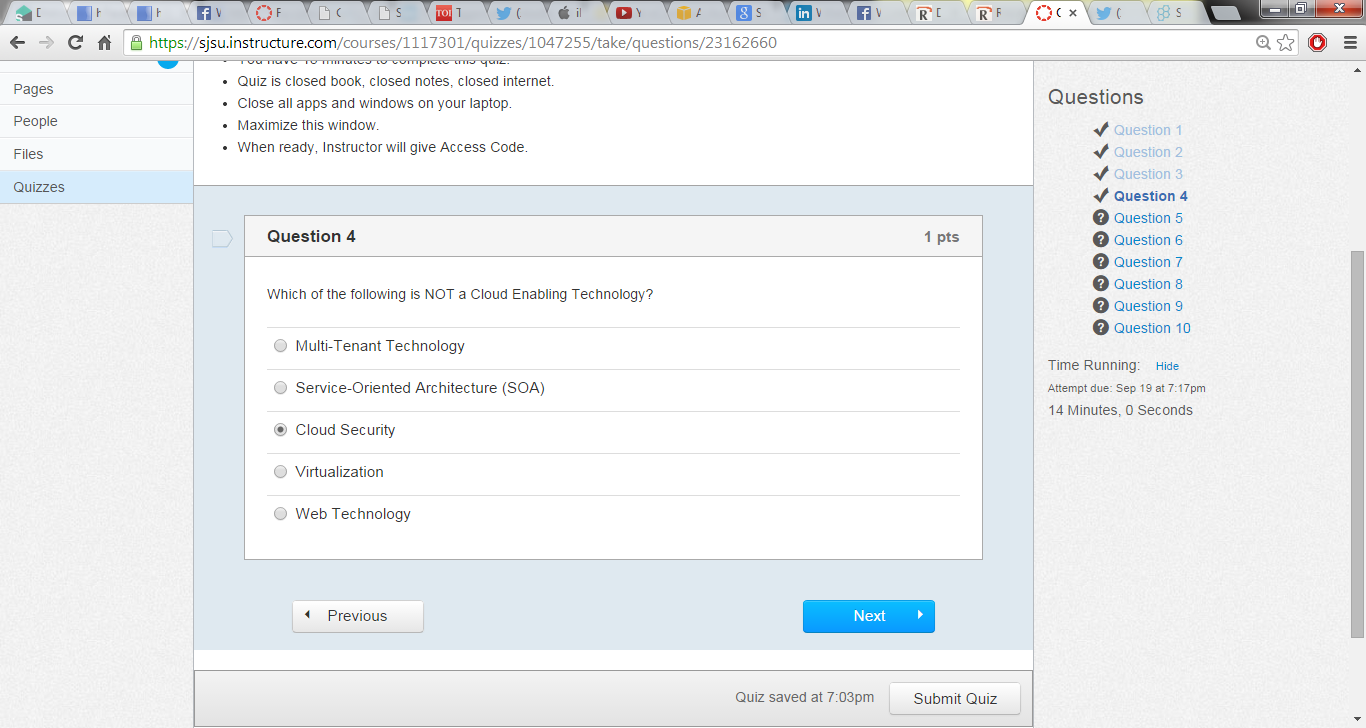 https://sjsu.instructure.com/courses/1117301/quizzes/1047255/take/questions/23162660
Pages
People
Files
Quizzes
Quiz is closed book, closed notes, closed internet.
Close all apps and windows on your laptop.
Maximize this window.
When ready, Instructor will give Access Code.
Question 4
1 pts
Which of the following is NOT a Cloud Enabling Technology?
Multi-Tenant Technology
Service-Oriented Architecture (SOA)
Cloud Security
Virtualization
Web Technology
Previous
Next
Quiz saved at 7:03pm
Submit Quiz
Questions
Question 1
Question 2
Question 3
Question 4
Question 5
Question 6
Question 7
Question 8
Question 9
Question 10
Time Running: Hide
Attempt due: Sep 19 at 7:17pm
14 Minutes, 0 Seconds